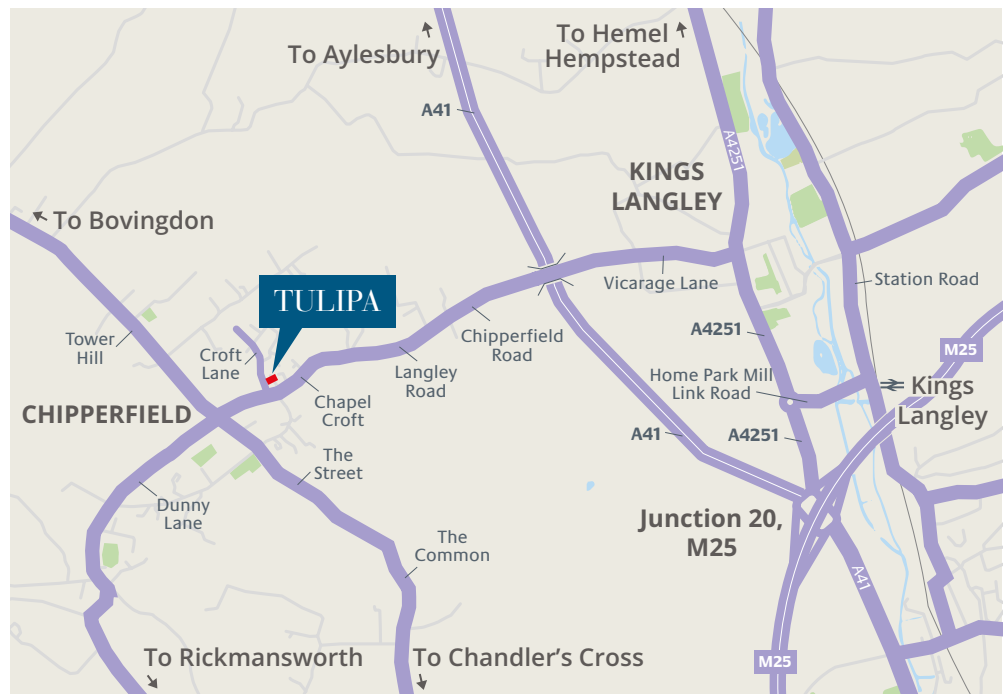 To Aylesbury
To Hemel
Hempstead
A41
A4251
KINGS
LANGLEY
To Bovingdon
Vicarage Lane
Station Road
TULIPA
Tower
Hill
Croft
Lane
Chipperfield
Road
A4251
M25
Langley
Road
Home Park Mill
Link Road
Kings
Langley
CHIPPERFIELD
Chapel
Croft
A41
A4251
The
Street
Dunny
Lane
Junction 20,
M25
The
Common
A41
To Rickmansworth
To Chandler’s Cross
M25